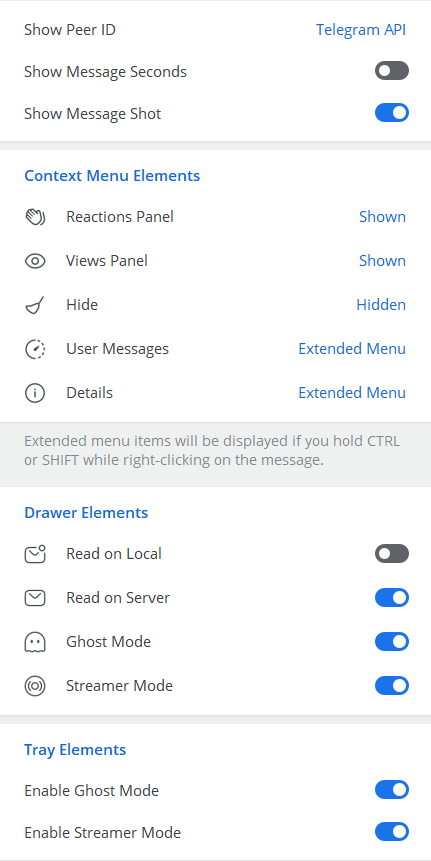 Show Peer ID Telegram API
Show Message Seconds
Show Message Shot
Context Menu Elements
Reactions Panel Shown
Views Panel Shown
Hide Hidden
User Messages Extended Menu
Details Extended Menu
Extended menu items will be displayed if you hold CTRL
or SHIFT while right-clicking on the message.
Drawer Elements
Read on Local
Read on Server
Ghost Mode
Streamer Mode
Tray Elements
Enable Ghost Mode
Enable Streamer Mode